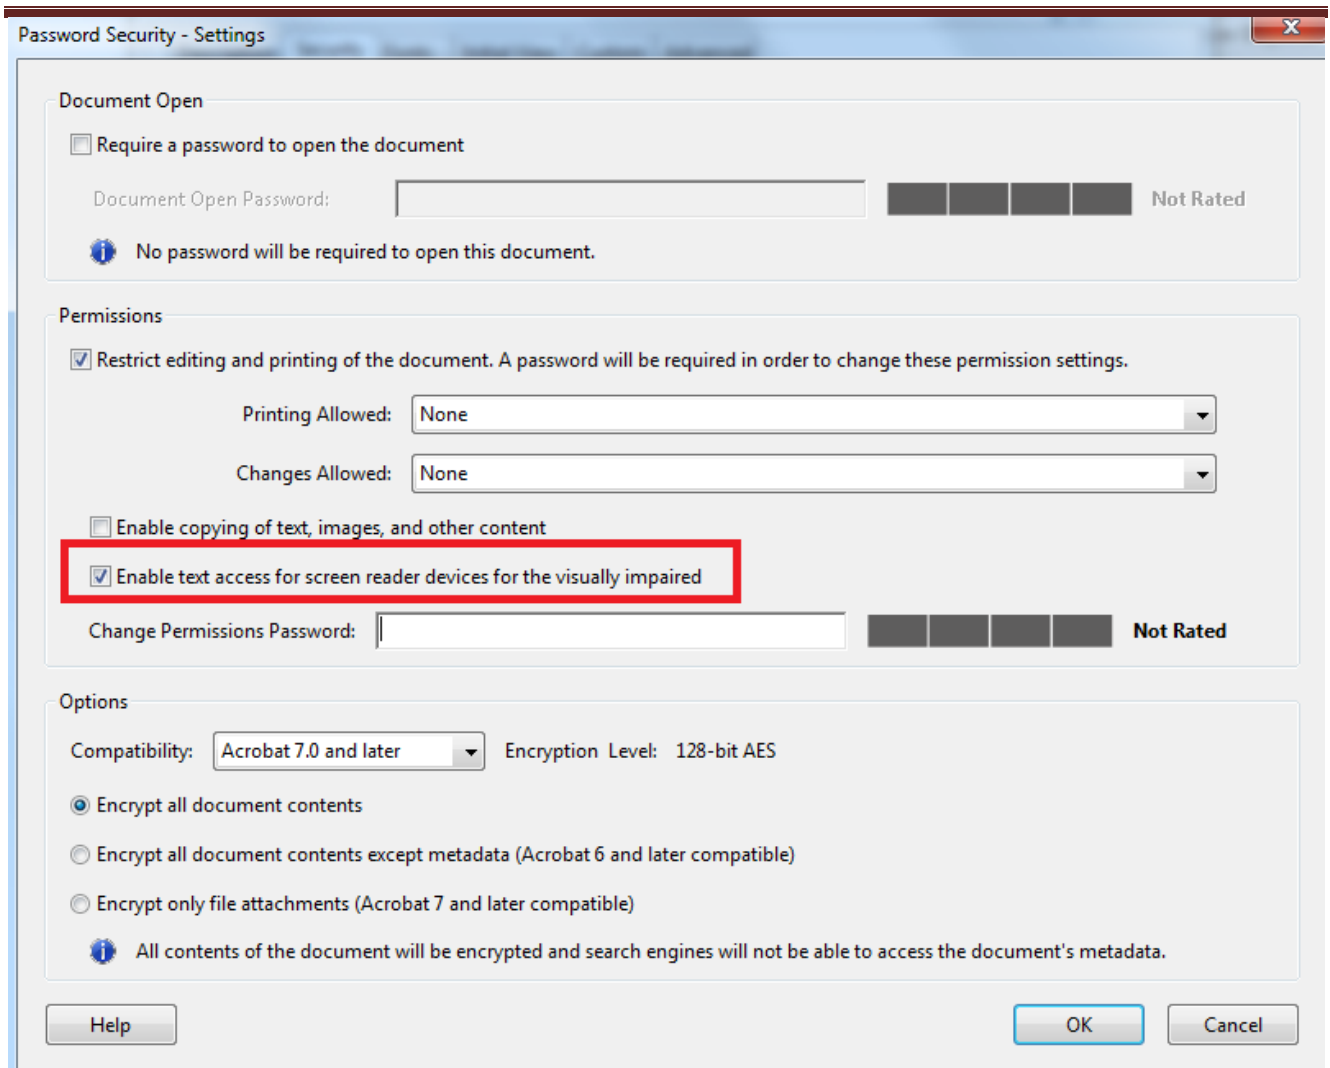 Password Security - Settings
Document Open
Require a password to open the document
Document Open Password:
Not Rated
No password will be required to open this document.
Permissions
Restrict editing and printing of the document. A password will be required in order to change these permission settings.
Printing Allowed: None
Changes Allowed: None
Enable copying of text, images, and other content
Enable text access for screen reader devices for the visually impaired
Change Permissions Password:
Not Rated
Options
Compatibility: Acrobat 7.0 and later Encryption Level: 128-bit AES
Encrypt all document contents
Encrypt all document contents except metadata (Acrobat 6 and later compatible)
Encrypt only file attachments (Acrobat 7 and later compatible)
All contents of the document will be encrypted and search engines will not be able to access the document's metadata.
Help OK Cancel